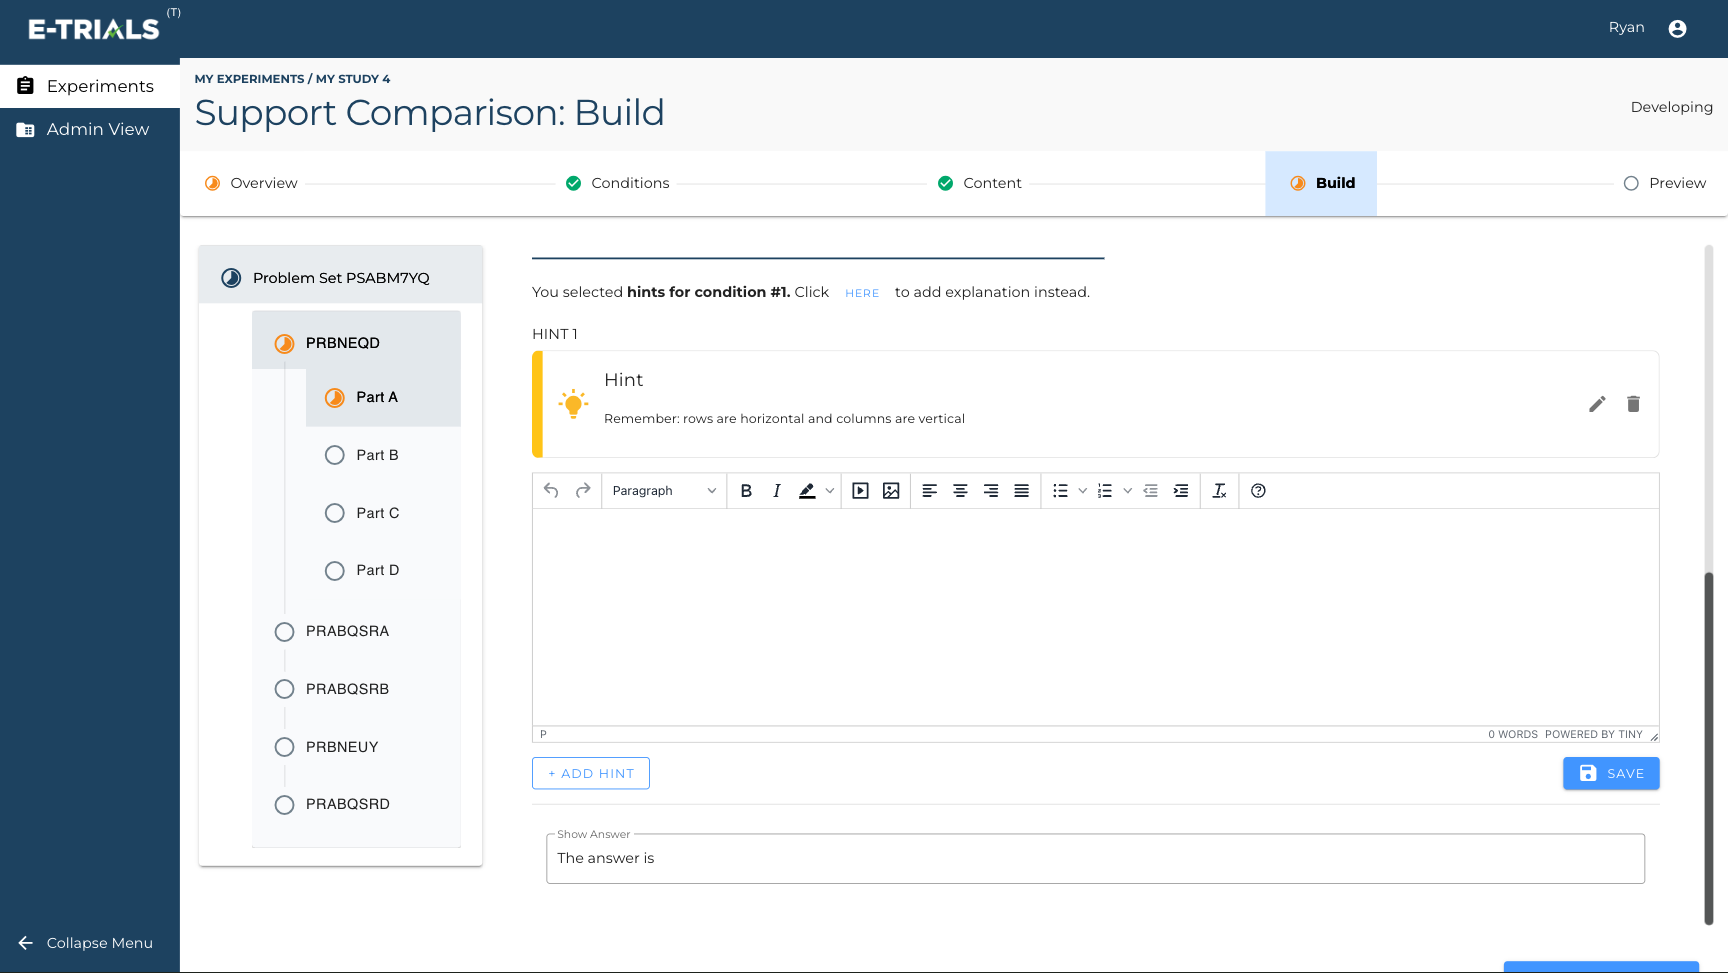 E-TRIALS (T)
Ryan
Experiments
Admin View
MY EXPERIMENTS / MY STUDY 4
Support Comparison: Build
Developing
Overview
Conditions
Content
Build
Preview
Problem Set PSABM7YQ
PRBNEQD
Part A
Part B
Part C
Part D
PRABQSRA
PRABQSRB
PRBNEUY
PRABQSRD
You selected hints for condition #1. Click HERE to add explanation instead.
HINT 1
Hint
Remember: rows are horizontal and columns are vertical
Paragraph
P
0 WORDS POWERED BY TINY
+ ADD HINT
SAVE
Show Answer
The answer is
Collapse Menu